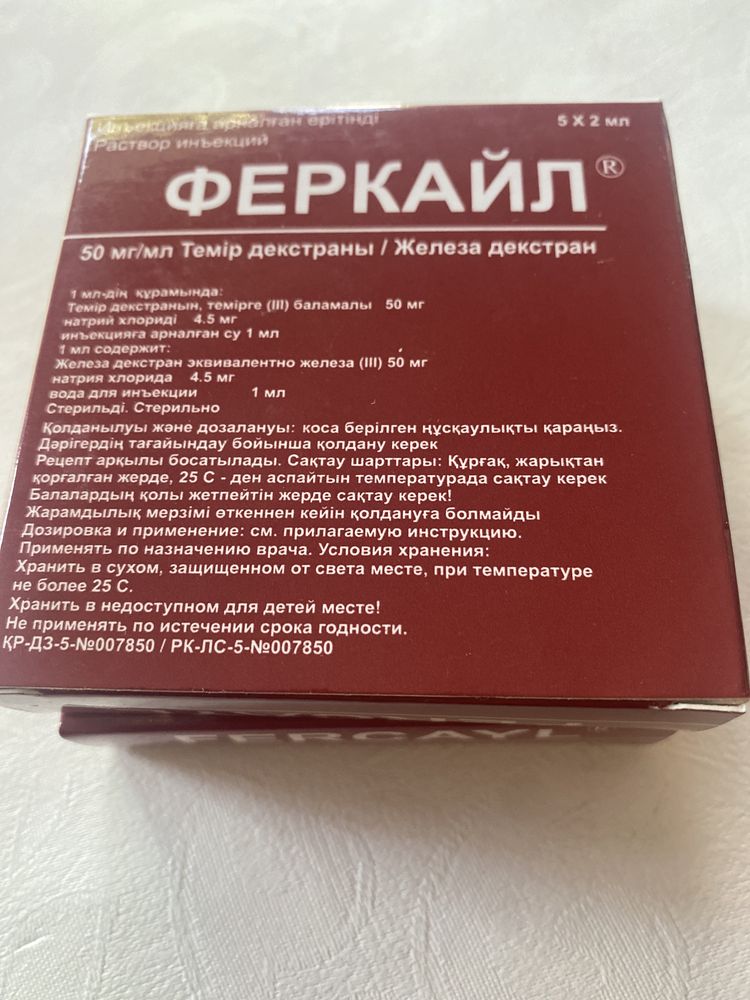 Инъекцияға арналған ерітінді
5 X 2 мл
Раствор инъекций
ФЕРКАЙЛ ®
50 мг/мл Темір декстраны / Железа декстран
1 мл-дің құрамында:
Темір декстранын, темірге (III) баламалы 50 мг
натрий хлориді 4.5 мг
инъекцияға арналған су 1 мл
1 мл содержит:
Железа декстран эквивалентно железа (III) 50 мг
натрия хлорида 4.5 мг
вода для инъекции 1 мл
Стерильді. Стерильно
Қолданылуы және дозалануы: коса берілген нұсқаулықты қараңыз.
Дәрігердің тағайындау бойынша қолдану керек
Рецепт арқылы босатылады. Сақтау шарттары: Құрғақ, жарықтан
қорғалған жерде, 25 С - ден аспайтын температурада сақтау керек
Балалардың қолы жетпейтін жерде сақтау керек!
Жарамдылық мерзімі өткеннен кейін қолдануға болмайды
Дозировка и применение: см. прилагаемую инструкцию.
Применять по назначению врача. Условия хранения:
Хранить в сухом, защищенном от света месте, при температуре
не более 25 С.
Хранить в недоступном для детей месте!
Не применять по истечении срока годности.
ҚР-ДЗ-5-№007850 / РК-ЛС-5-№007850
FERCAYL ®